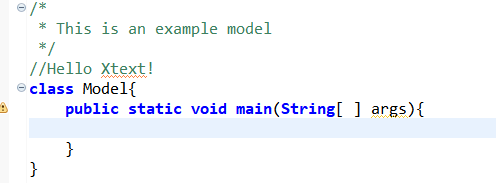 /*
 * This is an example model
 */
//Hello Xtext!
class Model{
    public static void main(String[ ] args){

    }
}